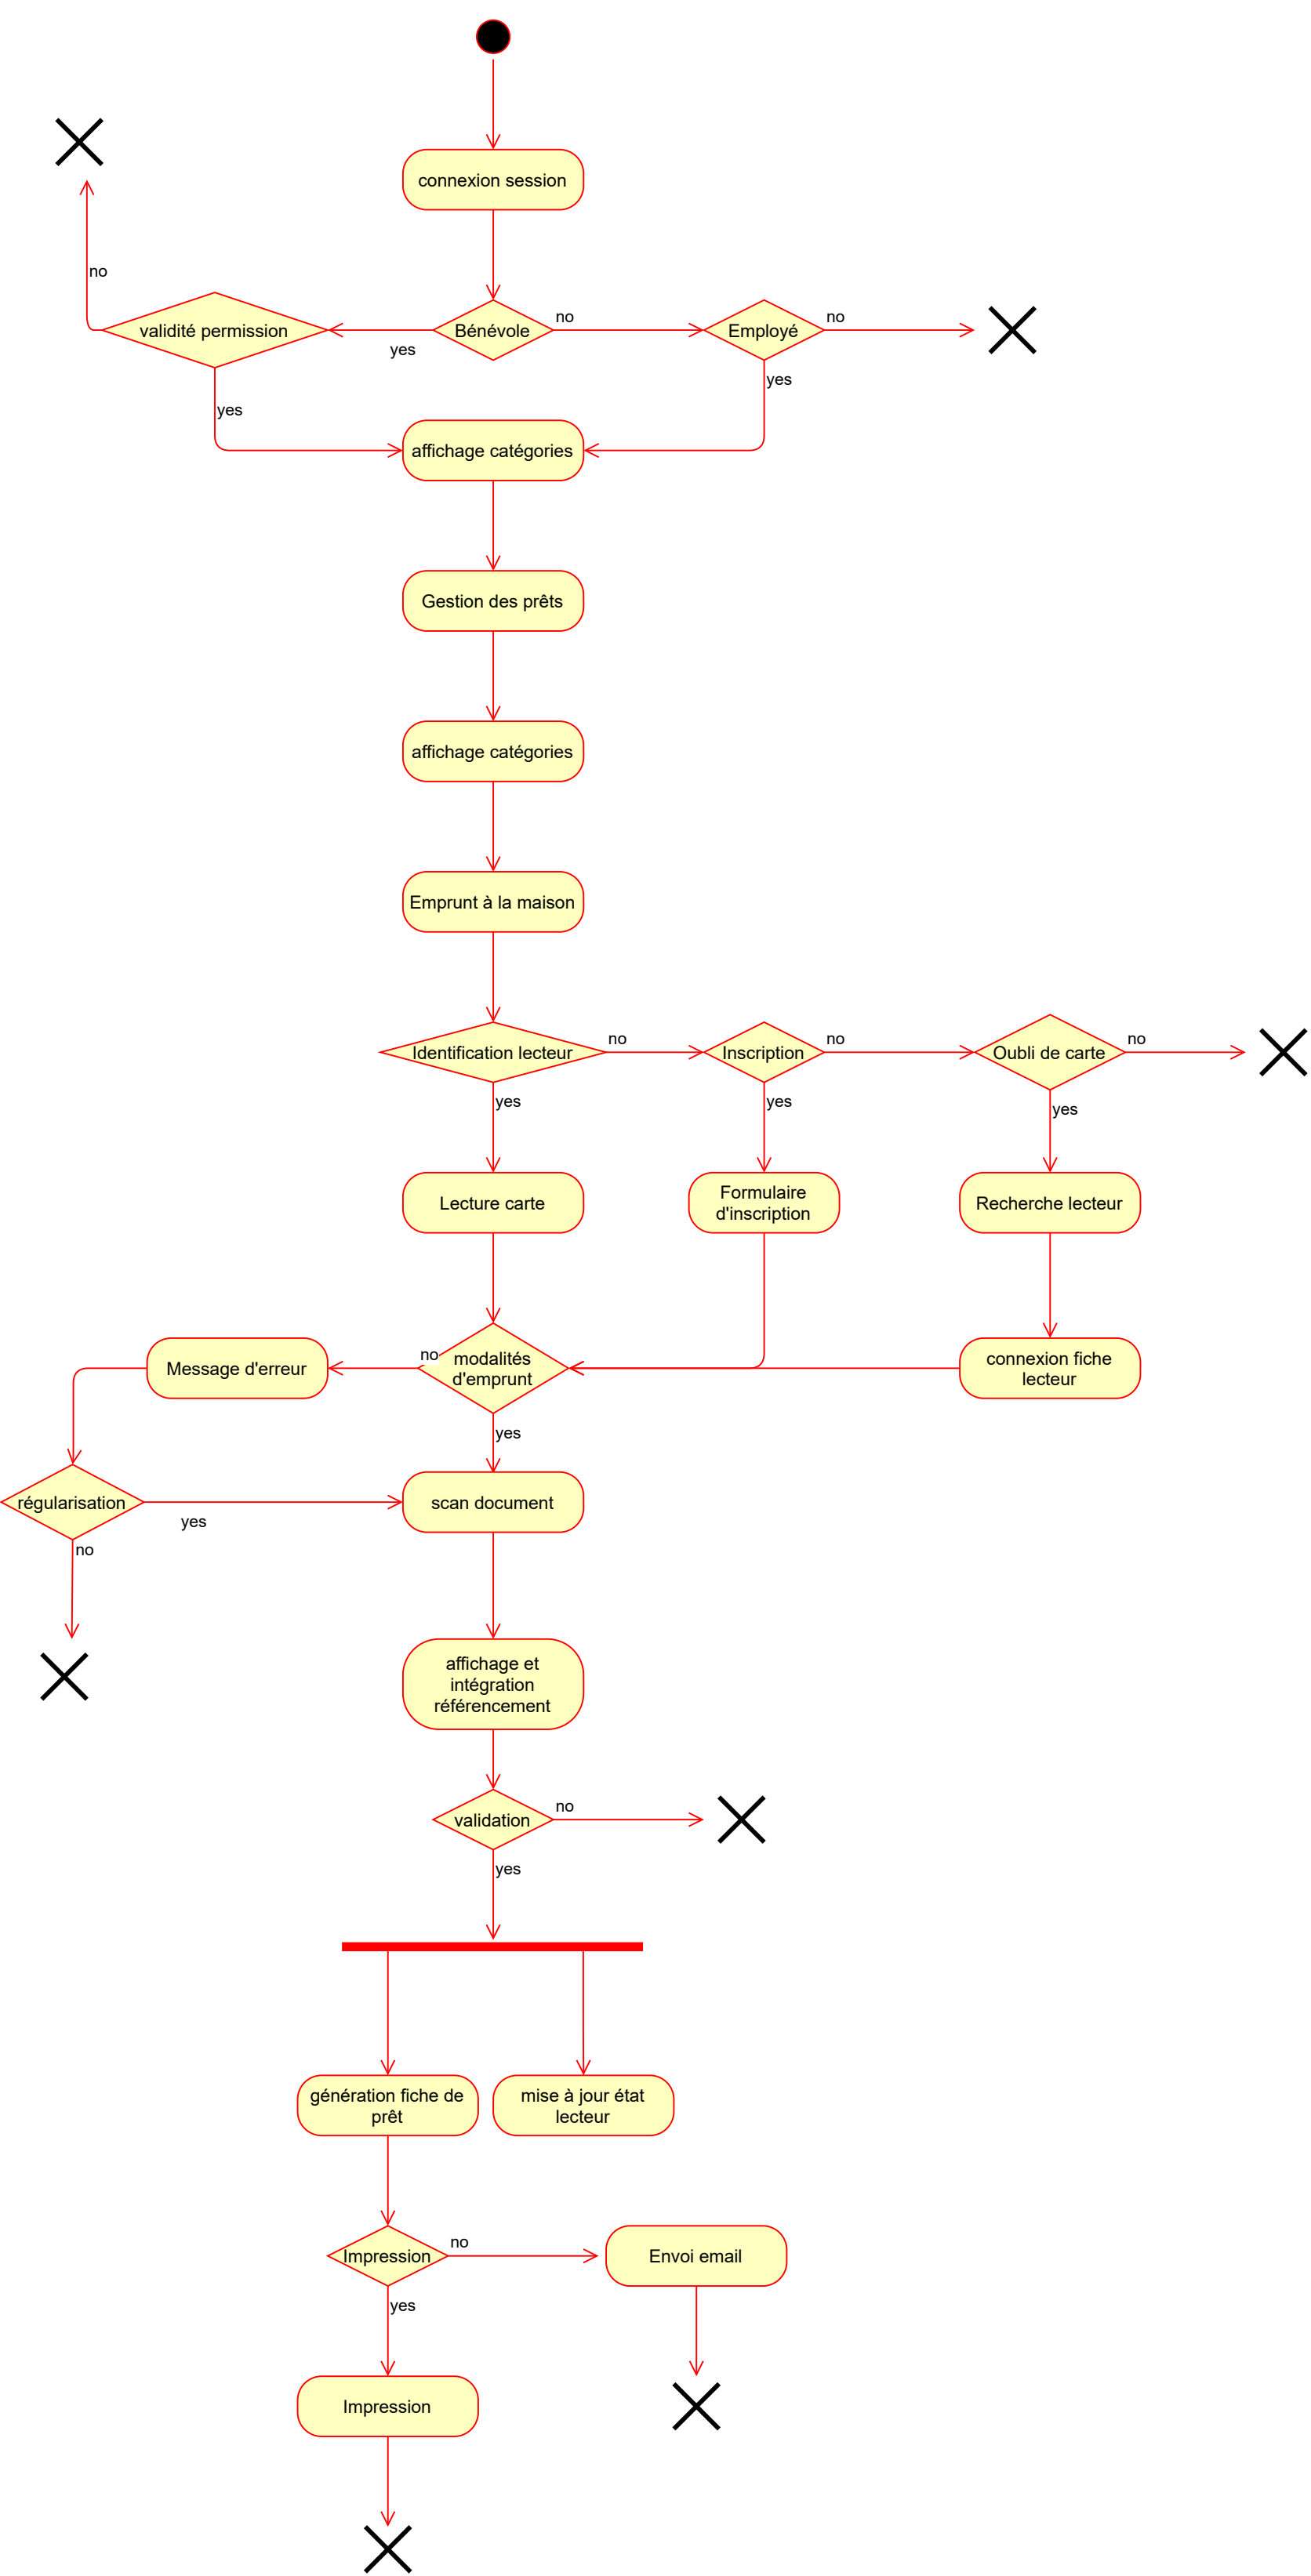 connexion session
no
validité permission
Bénévole
no
Employé
no
yes
yes
yes
affichage catégories
Gestion des prêts
affichage catégories
Emprunt à la maison
Identification lecteur
no
Inscription
no
Oubli de carte
no
yes
yes
yes
Lecture carte
Formulaire
d'inscription
Recherche lecteur
Message d'erreur
no
modalités
d'emprunt
connexion fiche
lecteur
yes
régularisation
yes
scan document
no
affichage et
intégration
référencement
validation
no
yes
génération fiche de
prêt
mise à jour état
lecteur
Impression
no
Envoi email
yes
Impression